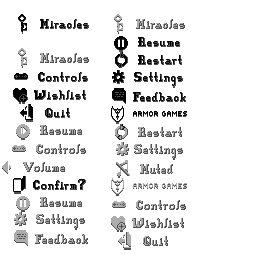 Miracles
Miracles
Controls
Wishlist
Quit
Resume
Controls
Volume
Confirm?
Resume
Settings
Feedback
Miracles
Resume
Restart
Settings
Feedback
ARMOR GAMES
Restart
Settings
Muted
ARMOR GAMES
Controls
Wishlist
Quit